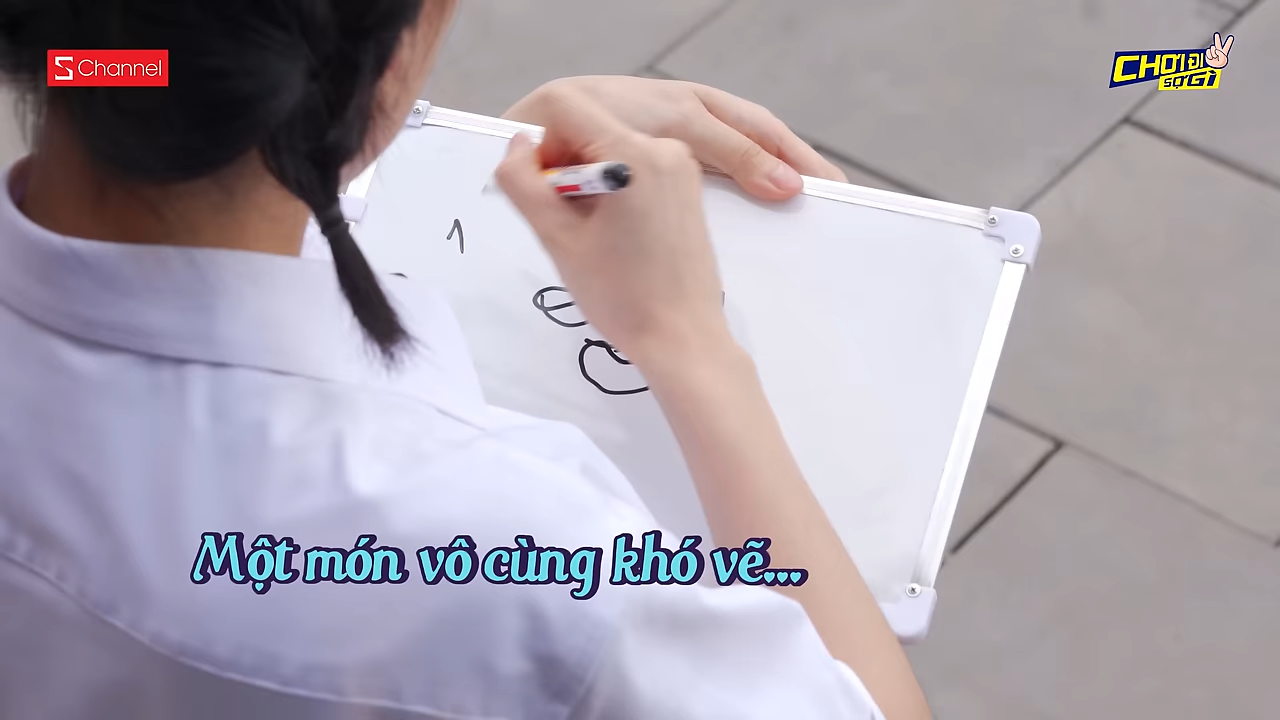 S Channel
CHƠI ĐI
SỢ GÌ
1
Một món vô cùng khó vẽ...